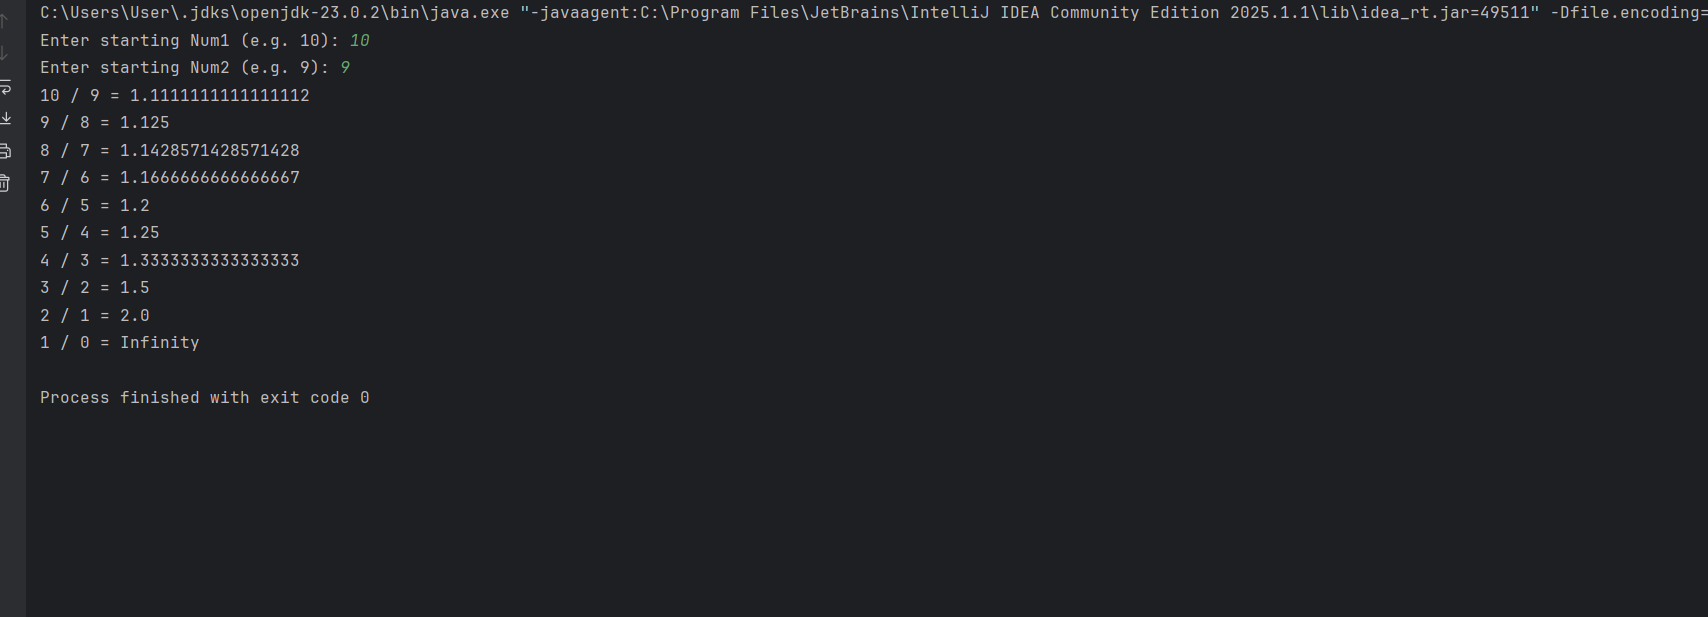 C:\Users\User\.jdks\openjdk-23.0.2\bin\java.exe "-javaagent:C:\Program Files\JetBrains\IntelliJ IDEA Community Edition 2025.1.1\lib\idea_rt.jar=49511" -Dfile.encoding=
Enter starting Num1 (e.g. 10): 10
Enter starting Num2 (e.g. 9): 9
10 / 9 = 1.1111111111111112
9 / 8 = 1.125
8 / 7 = 1.1428571428571428
7 / 6 = 1.1666666666666667
6 / 5 = 1.2
5 / 4 = 1.25
4 / 3 = 1.3333333333333333
3 / 2 = 1.5
2 / 1 = 2.0
1 / 0 = Infinity
Process finished with exit code 0